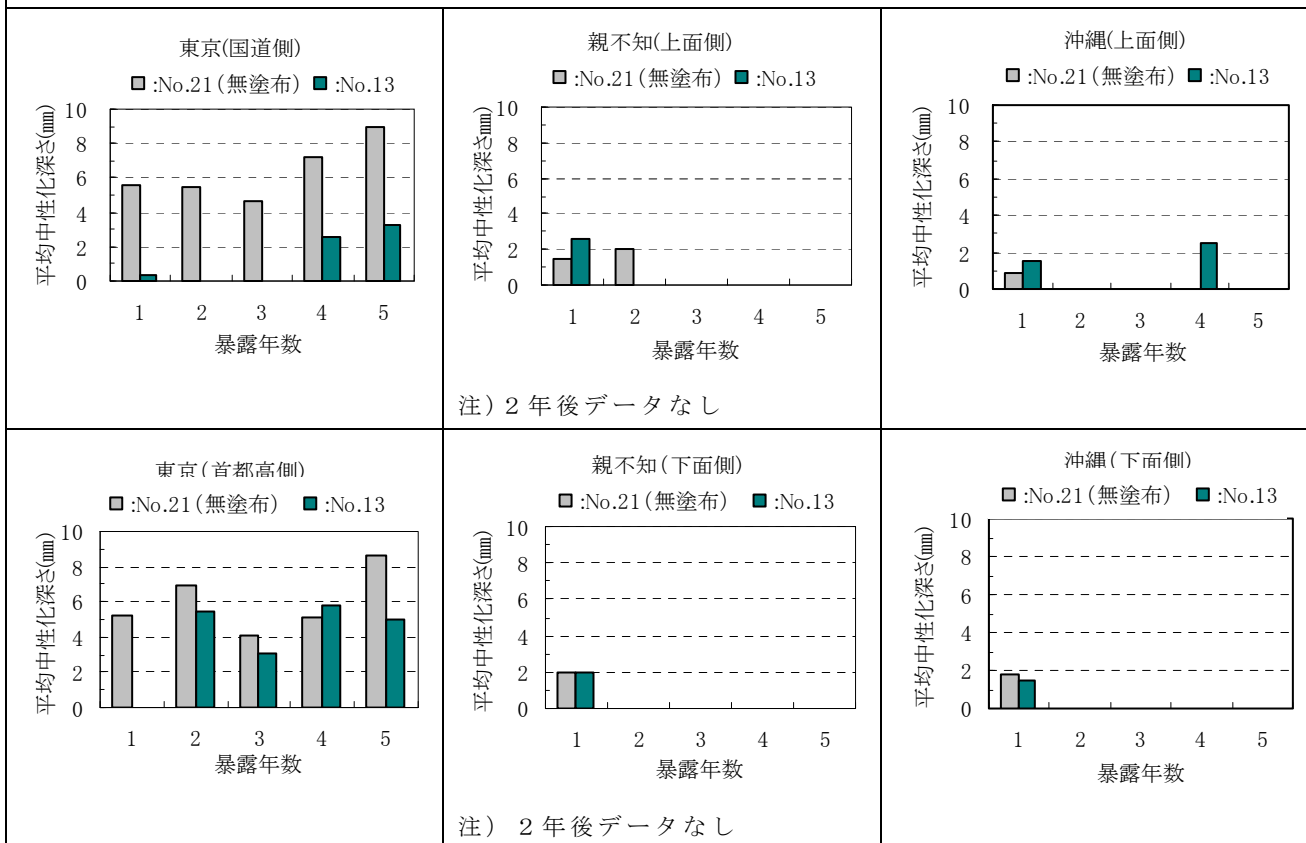 東京(国道側)
:No.21(無塗布) :No.13
平均中性化深さ(㎜)
10
8
6
4
2
0
1 2 3 4 5
暴露年数
親不知(上面側)
:No.21(無塗布) :No.13
平均中性化深さ(㎜)
10
8
6
4
2
0
1 2 3 4 5
暴露年数
注)2年後データなし
沖縄(上面側)
:No.21(無塗布) :No.13
平均中性化深さ(㎜)
10
8
6
4
2
0
1 2 3 4 5
暴露年数
東京(首都高側)
:No.21(無塗布) :No.13
平均中性化深さ(㎜)
10
8
6
4
2
0
1 2 3 4 5
暴露年数
親不知(下面側)
:No.21(無塗布) :No.13
平均中性化深さ(㎜)
10
8
6
4
2
0
1 2 3 4 5
暴露年数
注) 2年後データなし
沖縄(下面側)
:No.21(無塗布) :No.13
平均中性化深さ(㎜)
10
8
6
4
2
0
1 2 3 4 5
暴露年数